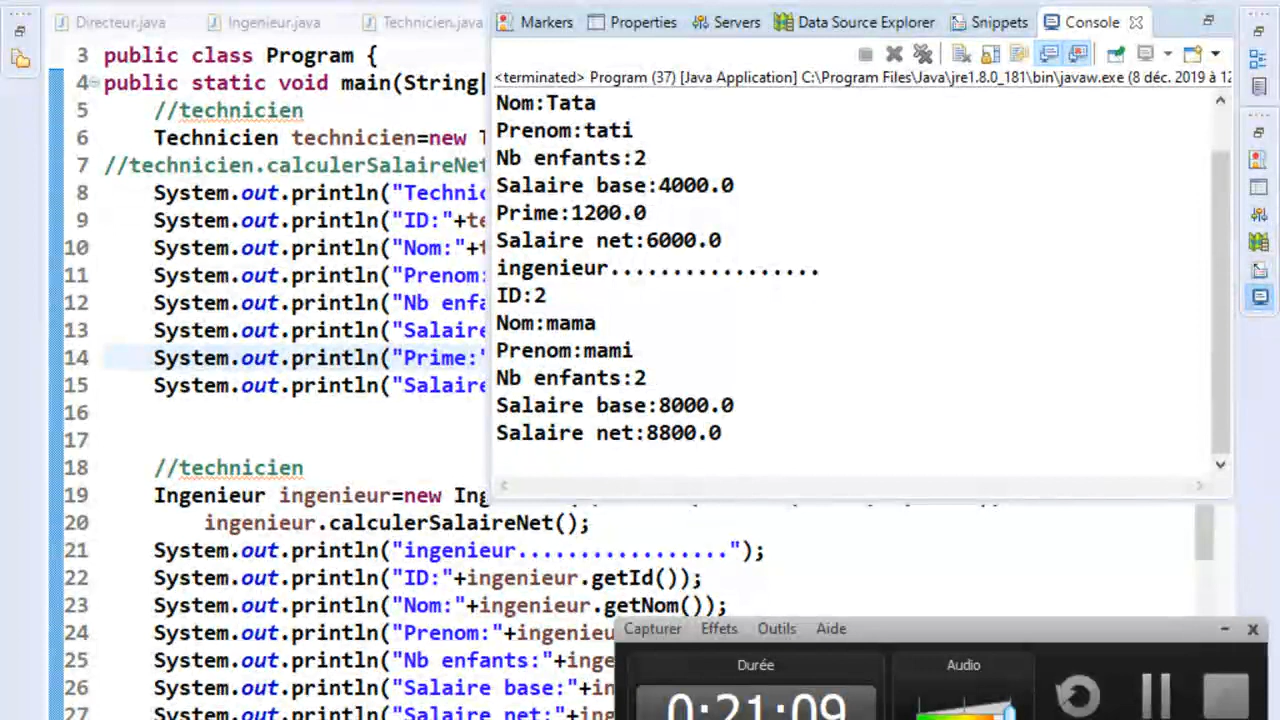 Directeur.java Ingenieur.java Technicien.java
Markers Properties Servers Data Source Explorer Snippets Console
<terminated> Program (37) [Java Application] C:\Program Files\Java\jre1.8.0_181\bin\javaw.exe (8 déc. 2019 à 12
3 public class Program {
4 public static void main(String[
5 //technicien
6 Technicien technicien=new T
7 //technicien.calculerSalaireNet
8 System.out.println("Technic
9 System.out.println("ID:"+te
10 System.out.println("Nom:"+t
11 System.out.println("Prenom:
12 System.out.println("Nb enfa
13 System.out.println("Salaire
14 System.out.println("Prime:"
15 System.out.println("Salaire
16
17
18 //technicien
19 Ingenieur ingenieur=new Ing
20 ingenieur.calculerSalaireNet();
21 System.out.println("ingenieur.................");
22 System.out.println("ID:"+ingenieur.getId());
23 System.out.println("Nom:"+ingenieur.getNom());
24 System.out.println("Prenom:"+ingenieu
25 System.out.println("Nb enfants:"+inge
26 System.out.println("Salaire base:"+in
27 System.out.println("Salaire net:"+ing
Nom:Tata
Prenom:tati
Nb enfants:2
Salaire base:4000.0
Prime:1200.0
Salaire net:6000.0
ingenieur.................
ID:2
Nom:mama
Prenom:mami
Nb enfants:2
Salaire base:8000.0
Salaire net:8800.0
Capturer Effets Outils Aide
Durée Audio
0:21:09